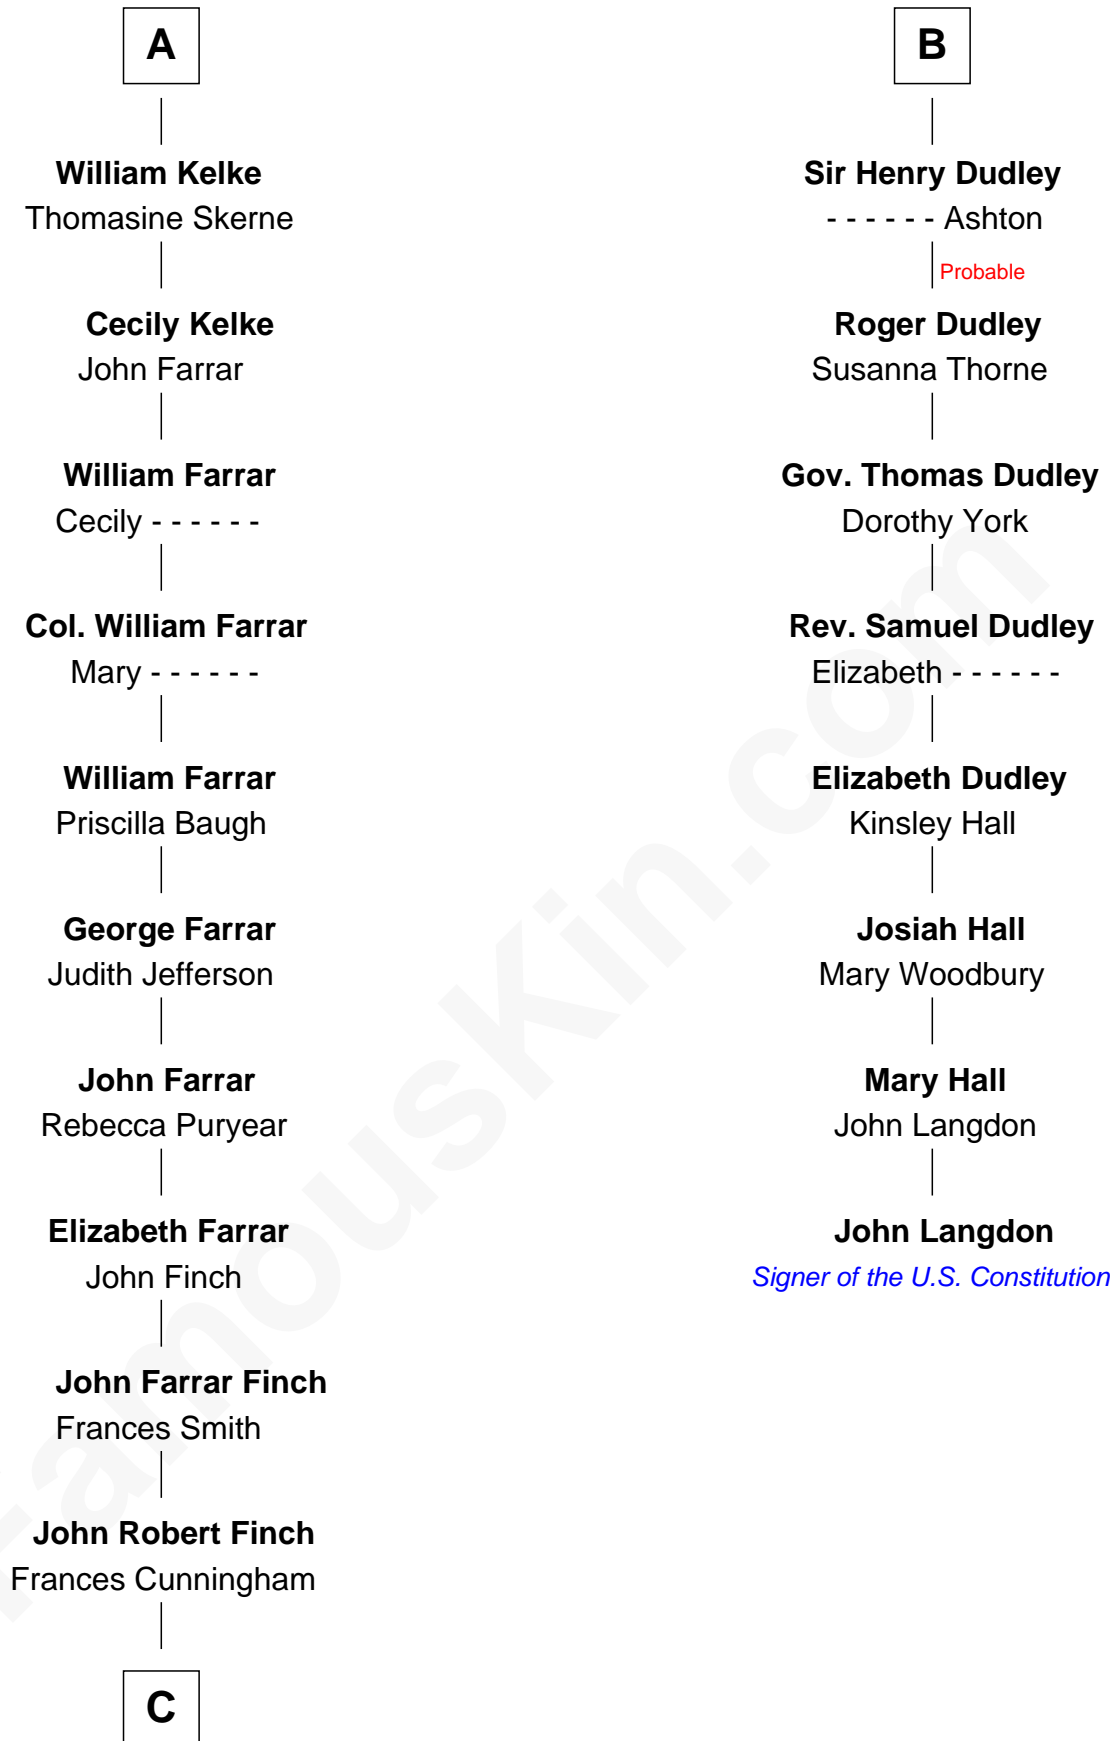 A
William Kelke
Thomasine Skerne
Cecily Kelke
John Farrar
William Farrar
Cecily - - - - - -
Col. William Farrar
Mary - - - - - -
William Farrar
Priscilla Baugh
George Farrar
Judith Jefferson
John Farrar
Rebecca Puryear
Elizabeth Farrar
John Finch
John Farrar Finch
Frances Smith
John Robert Finch
Frances Cunningham
C
B
Sir Henry Dudley
- - - - - - Ashton
Probable
Roger Dudley
Susanna Thorne
Gov. Thomas Dudley
Dorothy York
Rev. Samuel Dudley
Elizabeth - - - - - -
Elizabeth Dudley
Kinsley Hall
Josiah Hall
Mary Woodbury
Mary Hall
John Langdon
John Langdon
Signer of the U.S. Constitution
FamousKin.com